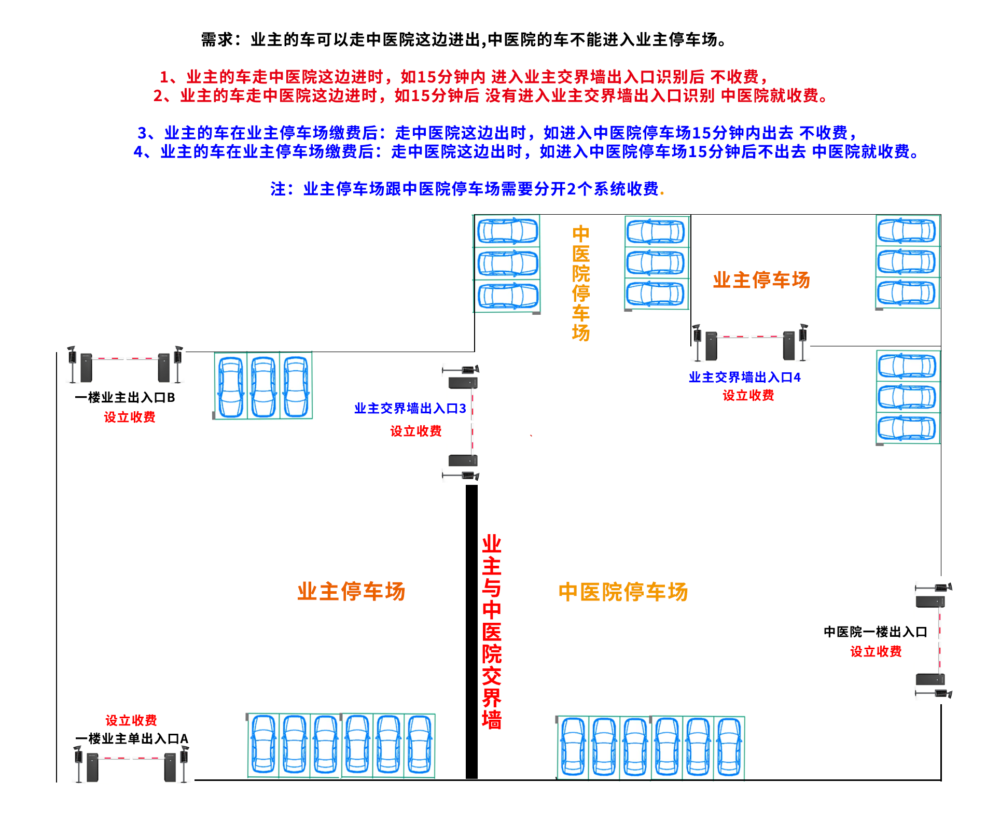 需求：业主的车可以走中医院这边进出,中医院的车不能进入业主停车场。
1、业主的车走中医院这边进时，如15分钟内 进入业主交界墙出入口识别后 不收费，
2、业主的车走中医院这边进时，如15分钟后 没有进入业主交界墙出入口识别 中医院就收费。
3、业主的车在业主停车场缴费后：走中医院这边出时，如进入中医院停车场15分钟内出去 不收费，
4、业主的车在业主停车场缴费后：走中医院这边出时，如进入中医院停车场15分钟后不出去 中医院就收费。
注：业主停车场跟中医院停车场需要分开2个系统收费.
中医院停车场
业主停车场
业主交界墙出入口4
设立收费
一楼业主出入口B
设立收费
业主交界墙出入口3
设立收费
业主与中医院交界墙
业主停车场
中医院停车场
中医院一楼出入口
设立收费
设立收费
一楼业主单出入口A